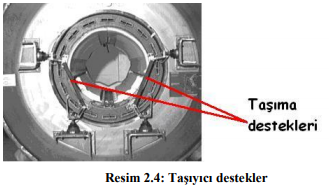 Taşıma
destekleri
Resim 2.4: Taşıyıcı destekler